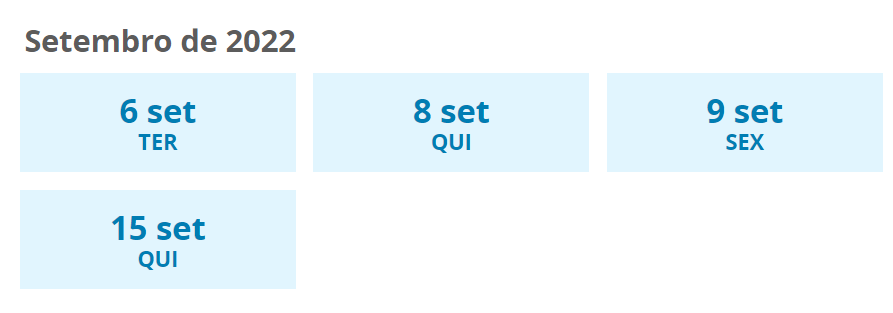 Setembro de 2022
6 set
TER
8 set
QUI
9 set
SEX
15 set
QUI